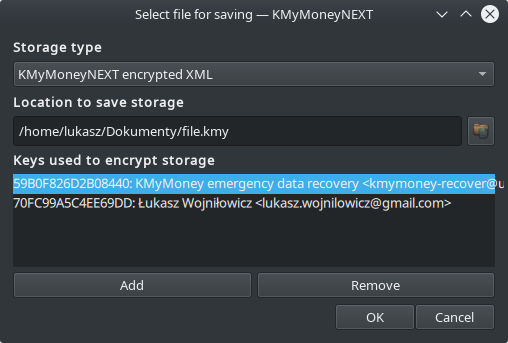 Select file for saving — KMyMoneyNEXT
Storage type
KMyMoneyNEXT encrypted XML
Location to save storage
/home/lukasz/Dokumenty/file.kmy
Keys used to encrypt storage
59B0F826D2B08440: KMyMoney emergency data recovery <kmymoney-recover@u
70FC99A5C4EE69DD: Łukasz Wojniłowicz <lukasz.wojnilowicz@gmail.com>
Add Remove
OK Cancel